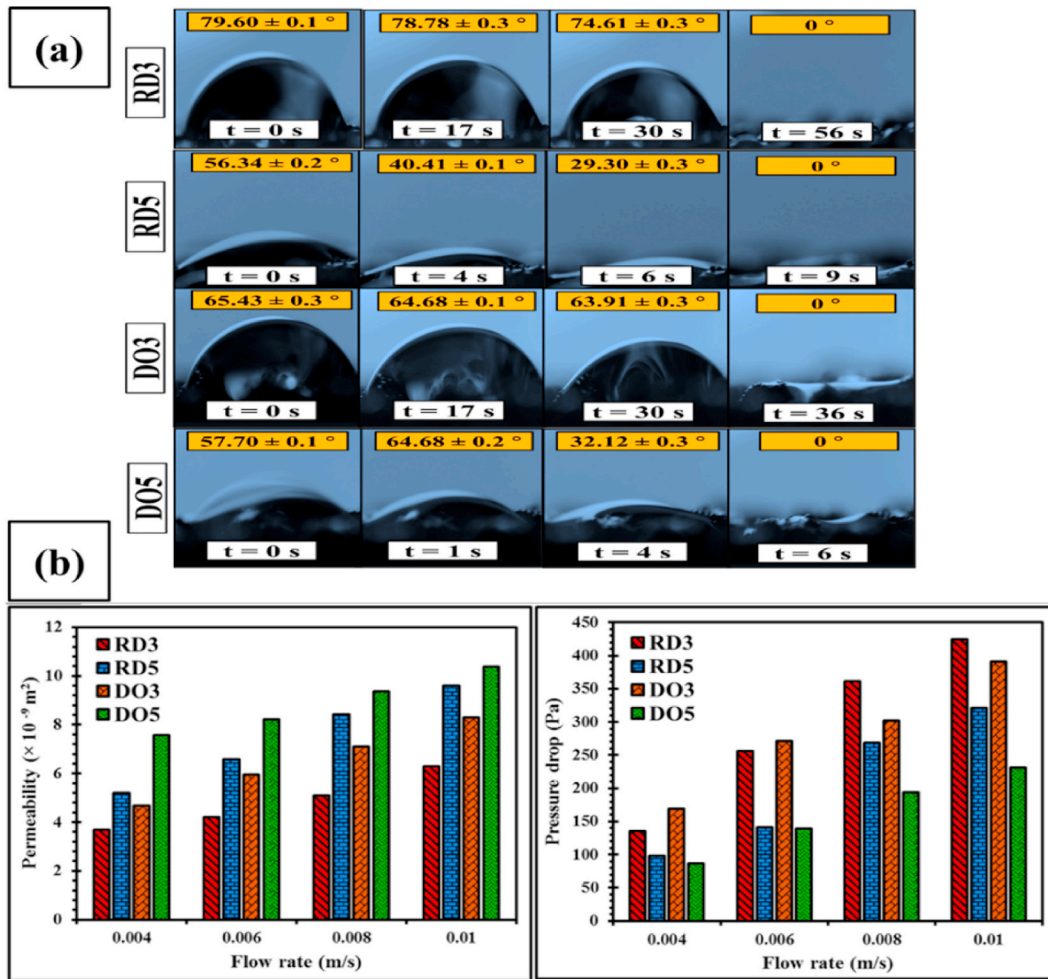 (a)
RD3
79.60 ± 0.1 °
78.78 ± 0.3 °
74.61 ± 0.3 °
0 °
t = 0 s
t = 17 s
t = 30 s
t = 56 s
RD5
56.34 ± 0.2 °
40.41 ± 0.1 °
29.30 ± 0.3 °
0 °
t = 0 s
t = 4 s
t = 6 s
t = 9 s
DO3
65.43 ± 0.3 °
64.68 ± 0.1 °
63.91 ± 0.3 °
0 °
t = 0 s
t = 17 s
t = 30 s
t = 36 s
DO5
57.70 ± 0.1 °
64.68 ± 0.2 °
32.12 ± 0.3 °
0 °
t = 0 s
t = 1 s
t = 4 s
t = 6 s
(b)
Permeability (× 10 -9 m2)
12
10
8
6
4
2
0
RD3
RD5
DO3
DO5
0.004
0.006
0.008
0.01
Flow rate (m/s)
Pressure drop (Pa)
450
400
350
300
250
200
150
100
50
0
RD3
RD5
DO3
DO5
0.004
0.006
0.008
0.01
Flow rate (m/s)